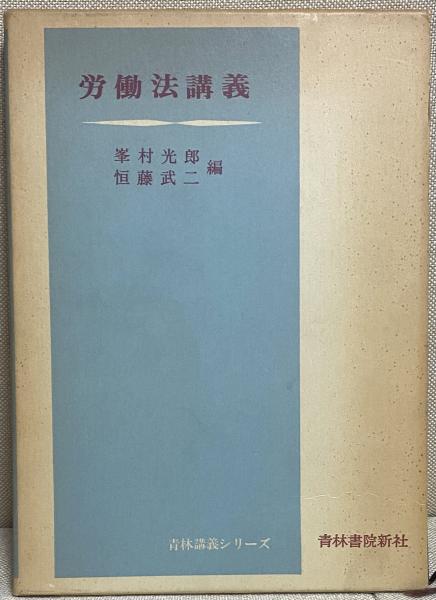 労働法講義
峯村光郎
恒藤武二
編
青林講義シリーズ
青林書院新社